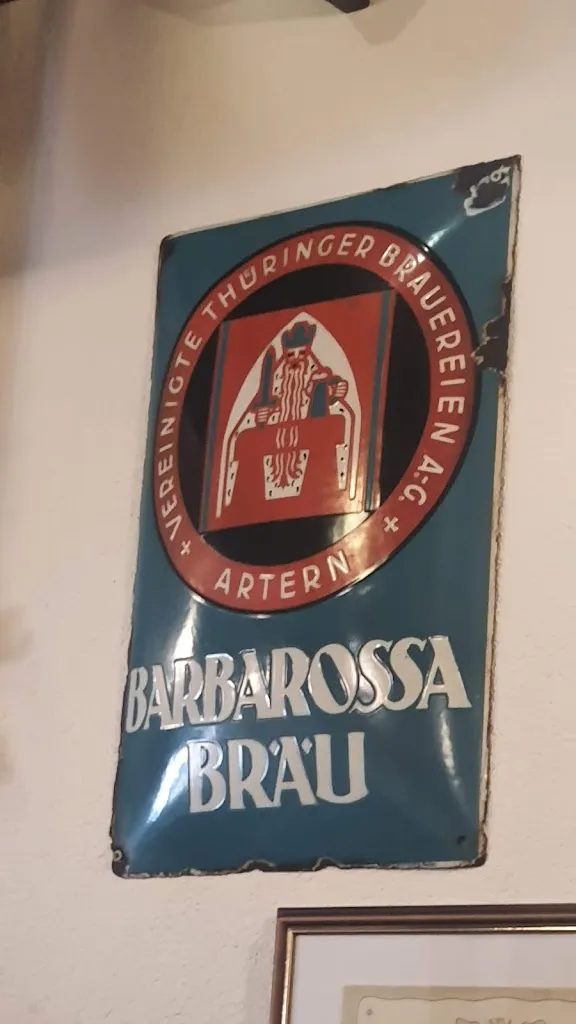 VEREINIGTE THÜRINGER BRAUEREIEN A.-G.
ARTERN
BARBAROSSA
BRÄU